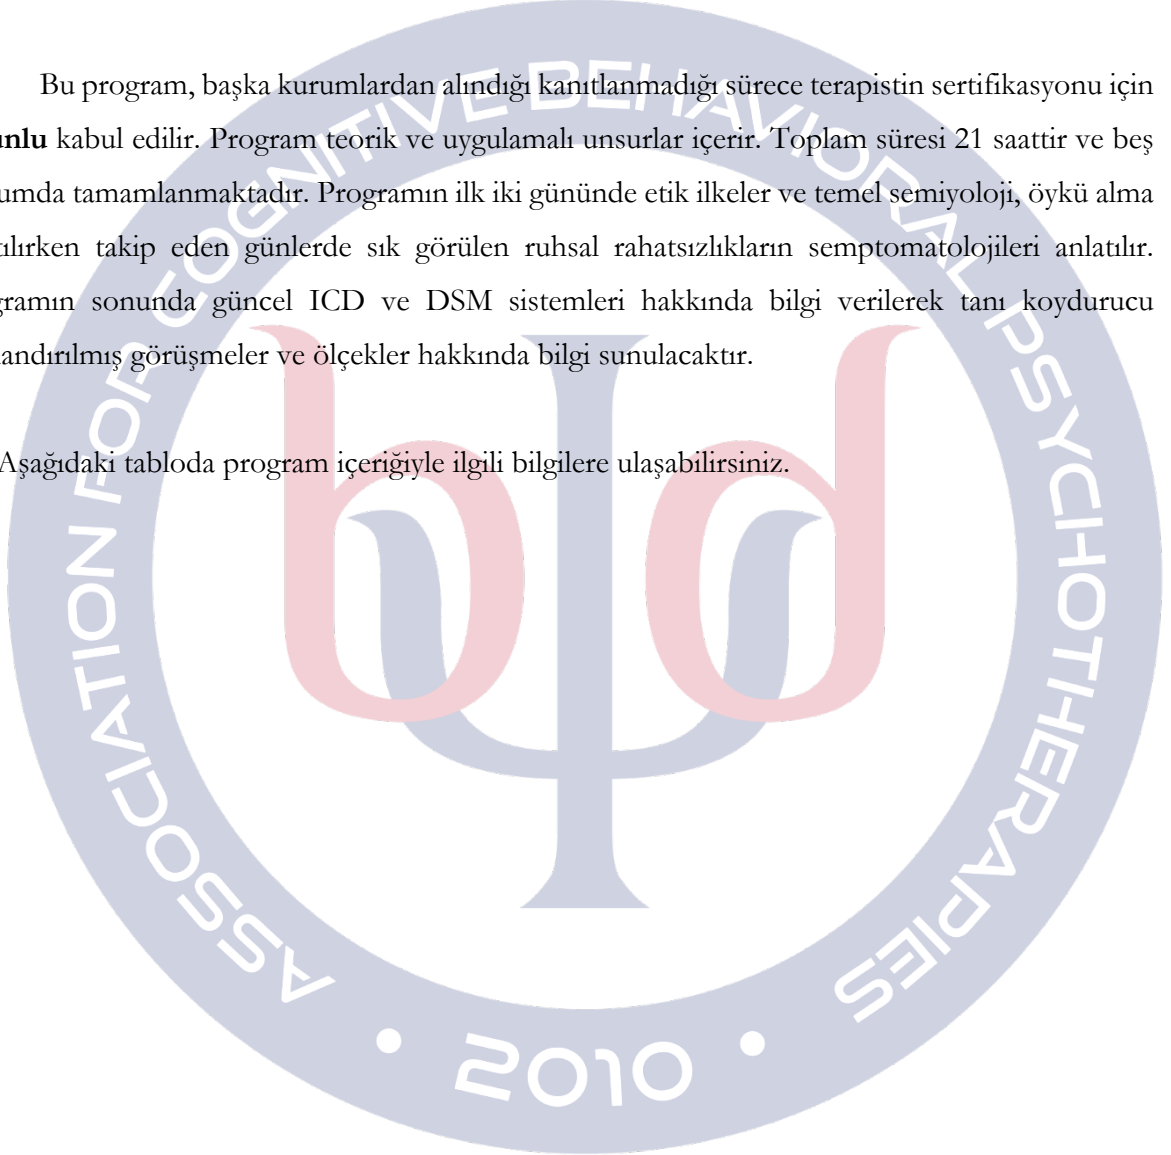 Bu program, başka kurumlardan alındığı kanıtlanmadığı sürece terapistin sertifikasyonu için
unlu kabul edilir. Program teorik ve uygulamalı unsurlar içerir. Toplam süresi 21 saattir ve beş
umda tamamlanmaktadır. Programın ilk iki gününde etik ilkeler ve temel semiyoloji, öykü alma
ılırken takip eden günlerde sık görülen ruhsal rahatsızlıkların semptomatolojileri anlatılır.
gramın sonunda güncel ICD ve DSM sistemleri hakkında bilgi verilerek tanı koydurucu
landırılmış görüşmeler ve ölçekler hakkında bilgi sunulacaktır.
Aşağıdaki tabloda program içeriğiyle ilgili bilgilere ulaşabilirsiniz.
ASSOCIATION FOR COGNITIVE BEHAVIORAL PSYCHOTHERAPIES
• 2010 •